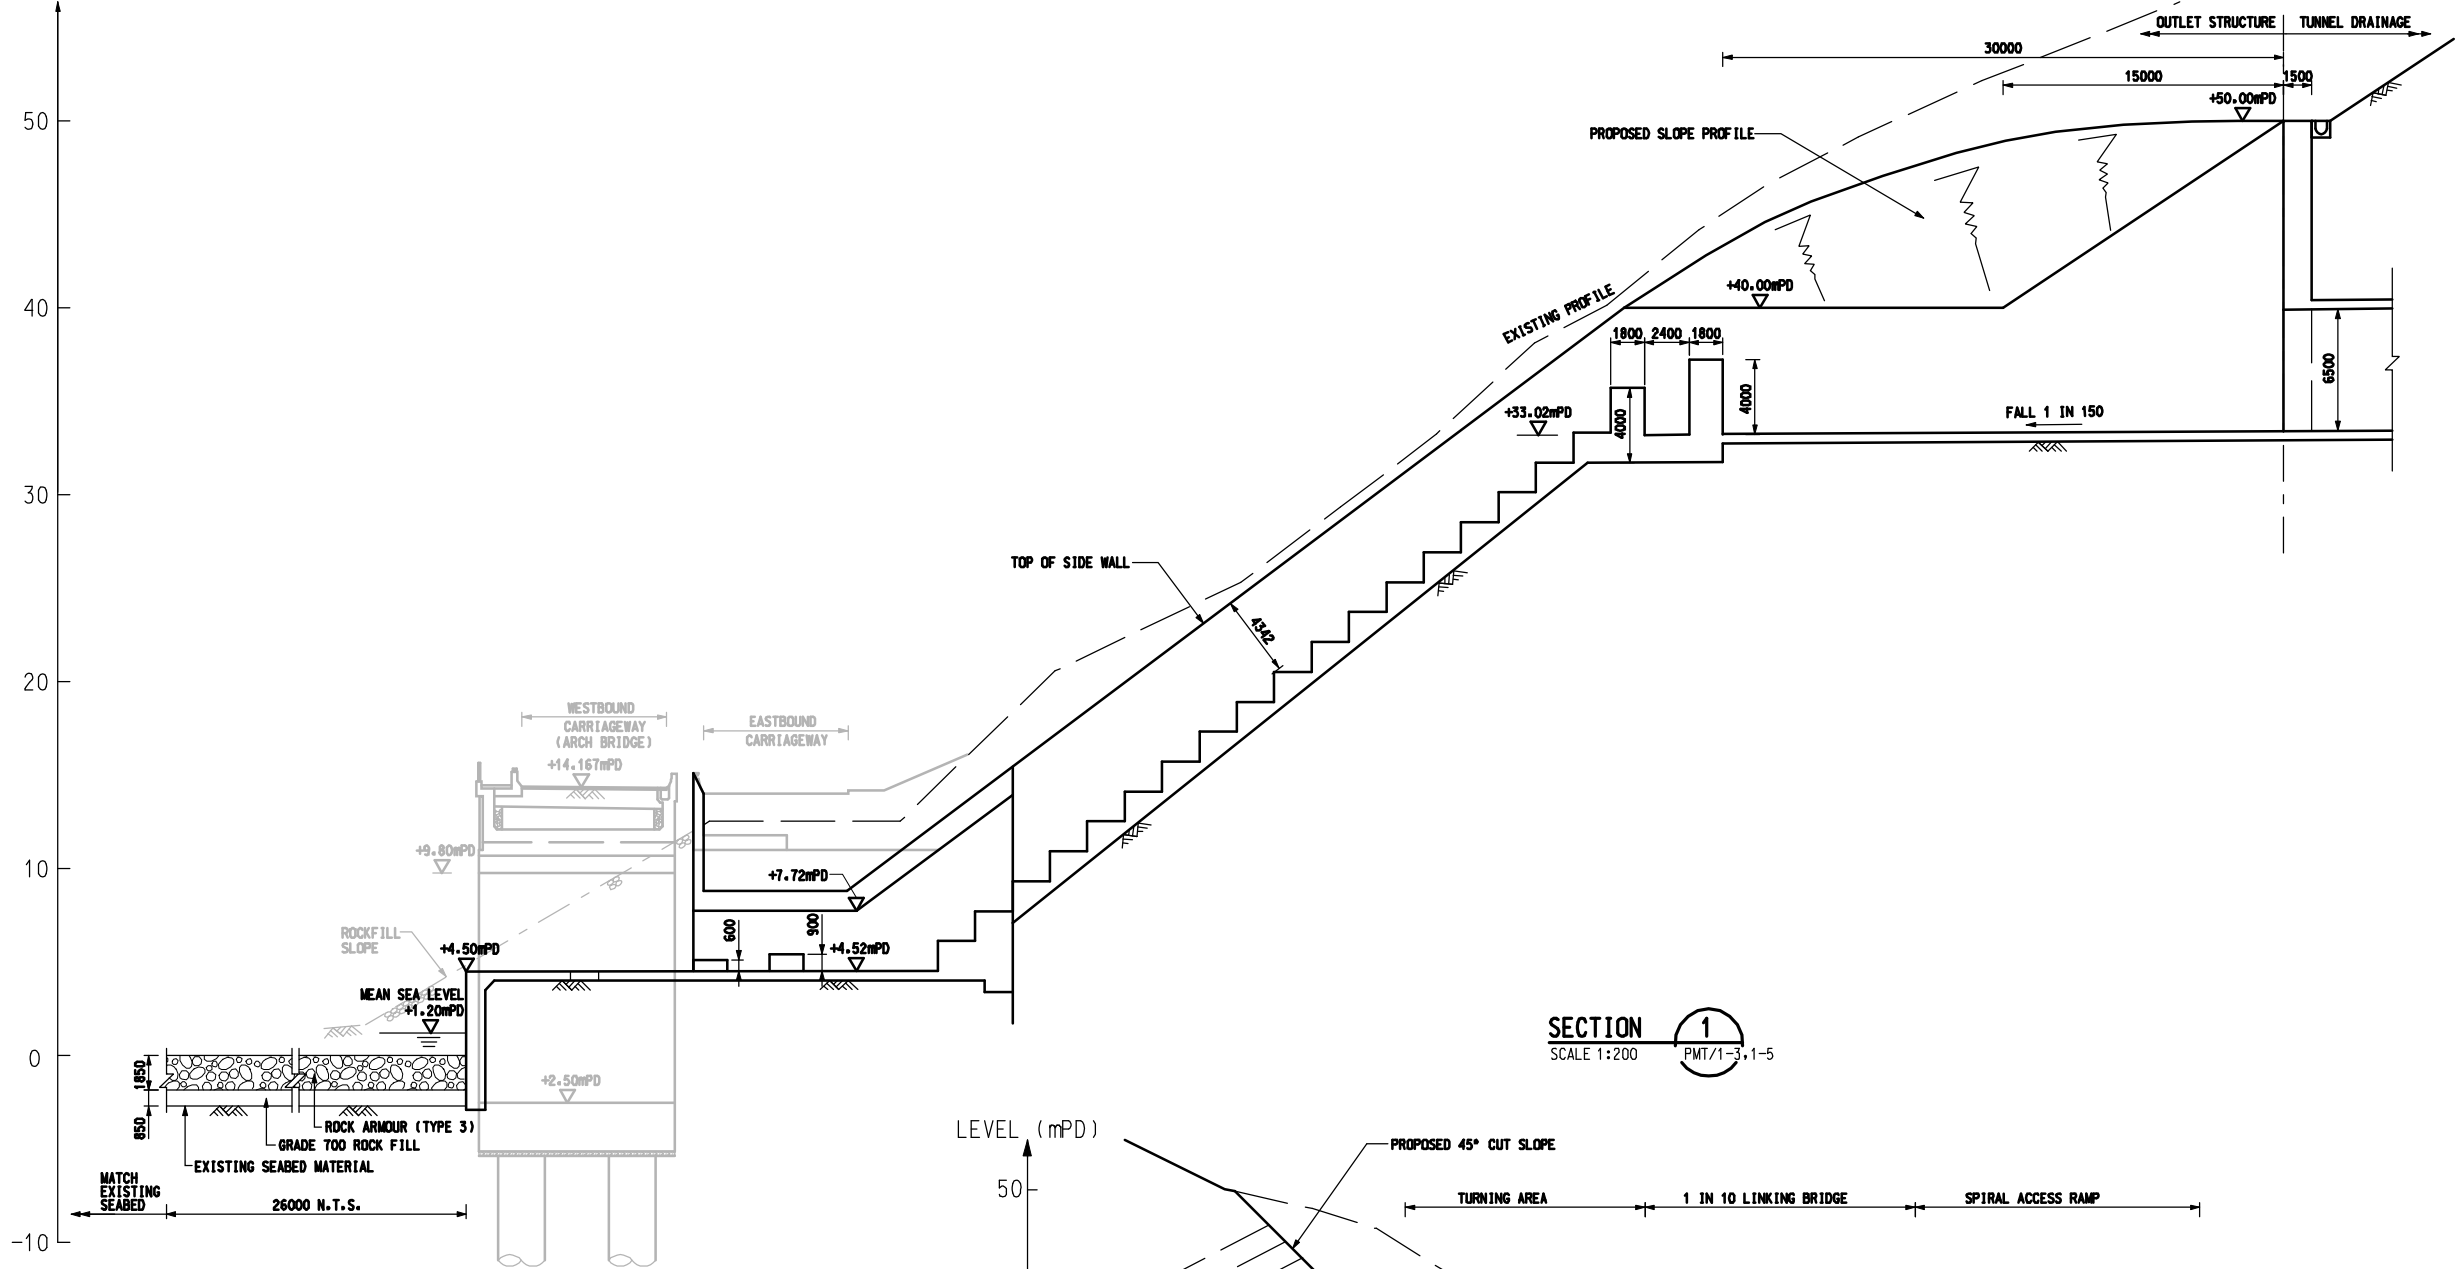 OUTLET STRUCTURE
TUNNEL DRAINAGE
30000
15000
1500
+50.00mPD
50
PROPOSED SLOPE PROFILE
+40.00mPD
EXISTING PROFILE
40
1800
2400
1800
6500
4000
4000
+33.02mPD
FALL 1 IN 150
30
TOP OF SIDE WALL
4342
20
WESTBOUND
CARRIAGEWAY
(ARCH BRIDGE)
EASTBOUND
CARRIAGEWAY
+14.167mPD
+9.80mPD
10
+7.72mPD
600
900
ROCKFILL
SLOPE
+4.50mPD
+4.52mPD
MEAN SEA LEVEL
+1.20mPD
0
1850
850
+2.50mPD
ROCK ARMOUR (TYPE 3)
GRADE 700 ROCK FILL
EXISTING SEABED MATERIAL
MATCH
EXISTING
SEABED
26000 N.T.S.
-10
SECTION 1
SCALE 1:200 PMT/1-3,1-5
LEVEL (mPD)
50
PROPOSED 45° CUT SLOPE
TURNING AREA
1 IN 10 LINKING BRIDGE
SPIRAL ACCESS RAMP